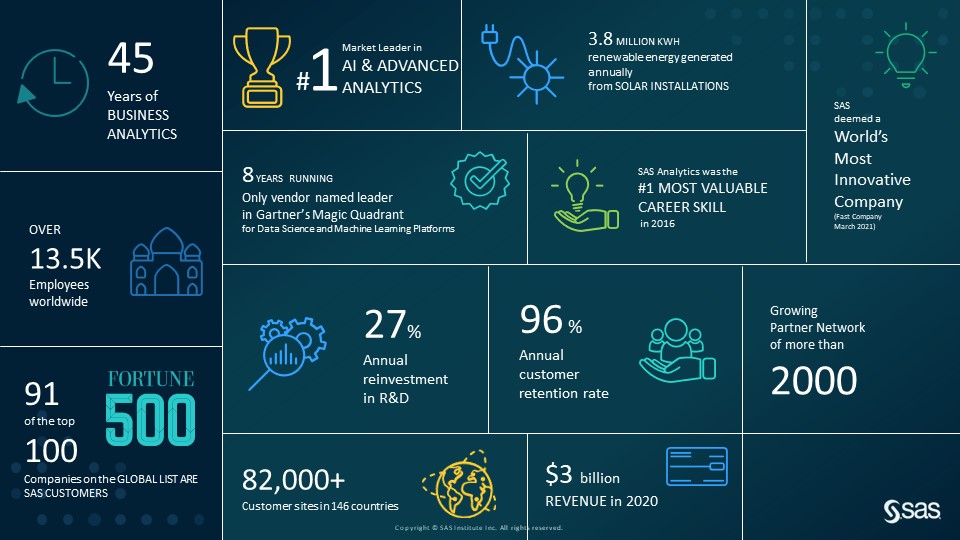 45
Years of
BUSINESS
ANALYTICS
#1
Market Leader in
AI & ADVANCED
ANALYTICS
3.8 MILLION KWH
renewable energy generated
annually
from SOLAR INSTALLATIONS
SAS
deemed a
World's
Most
Innovative
Company
(Fast Company
March 2021)
8 YEARS RUNNING
Only vendor named leader
in Gartner's Magic Quadrant
for Data Science and Machine Learning Platforms
SAS Analytics was the
#1 MOST VALUABLE
CAREER SKILL
in 2016
OVER
13.5K
Employees
worldwide
27%
Annual
reinvestment
in R&D
96 %
Annual
customer
retention rate
Growing
Partner Network
of more than
2000
91
of the top
100
Companies on the GLOBAL LIST ARE
SAS CUSTOMERS
FORTUNE
500
82,000+
Customer sites in 146 countries
$3 billion
REVENUE in 2020
sas
Copyright © SAS Institute Inc. All rights reserved.